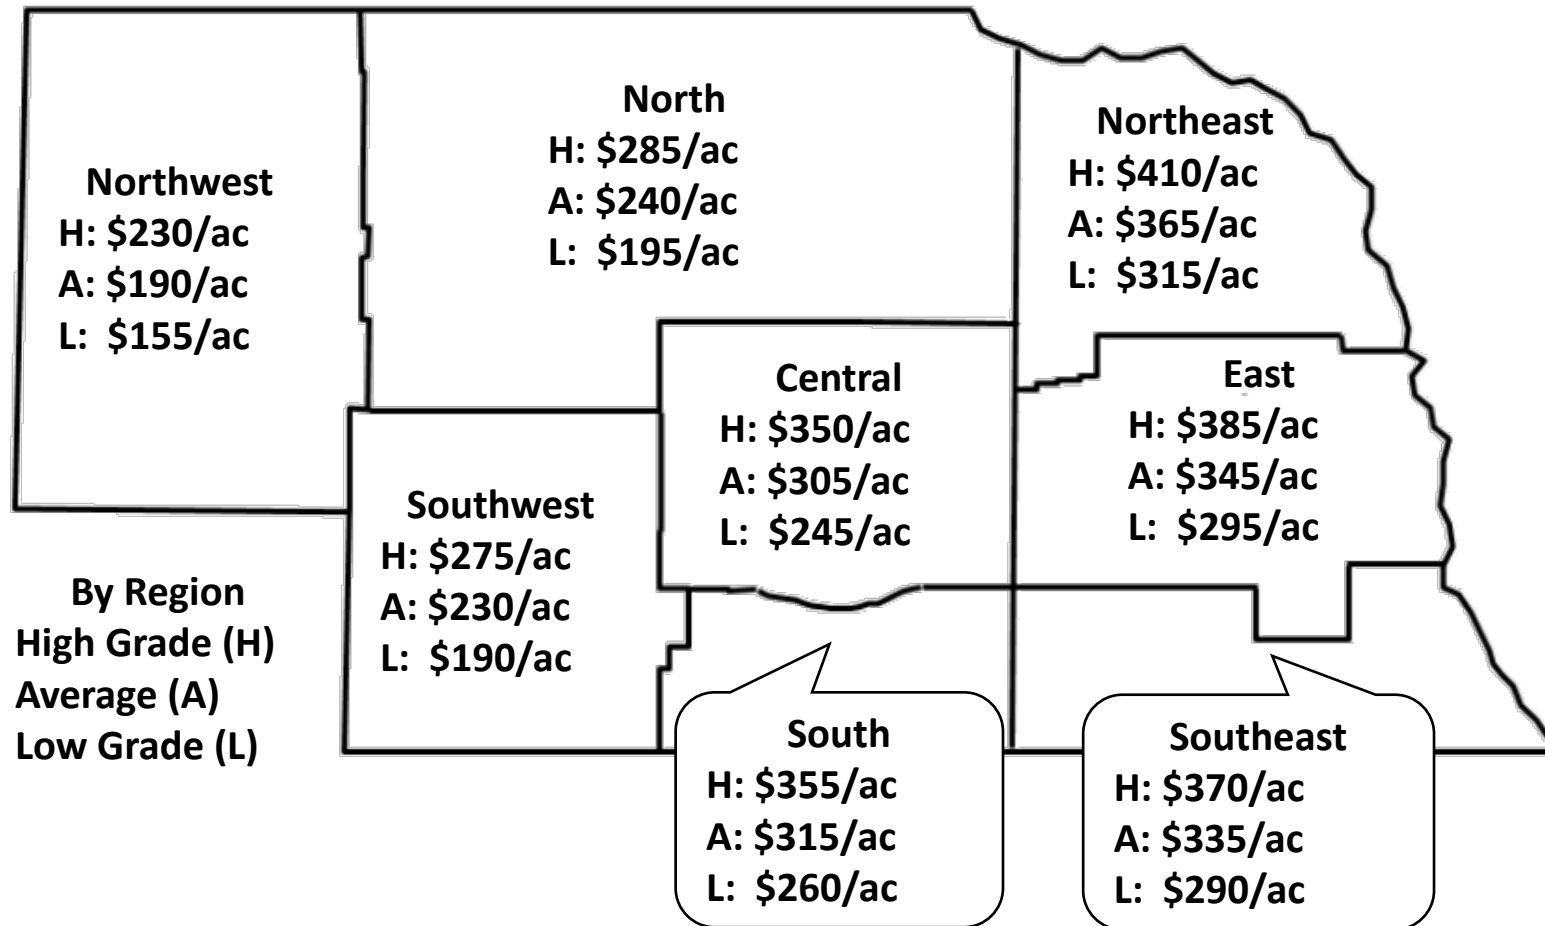 North
H: $285/ac
A: $240/ac
L: $195/ac
Northeast
H: $410/ac
A: $365/ac
L: $315/ac
Northwest
H: $230/ac
A: $190/ac
L: $155/ac
Central
H: $350/ac
A: $305/ac
L: $245/ac
East
H: $385/ac
A: $345/ac
L: $295/ac
Southwest
H: $275/ac
A: $230/ac
L: $190/ac
By Region
High Grade (H)
Average (A)
Low Grade (L)
South
H: $355/ac
A: $315/ac
L: $260/ac
Southeast
H: $370/ac
A: $335/ac
L: $290/ac